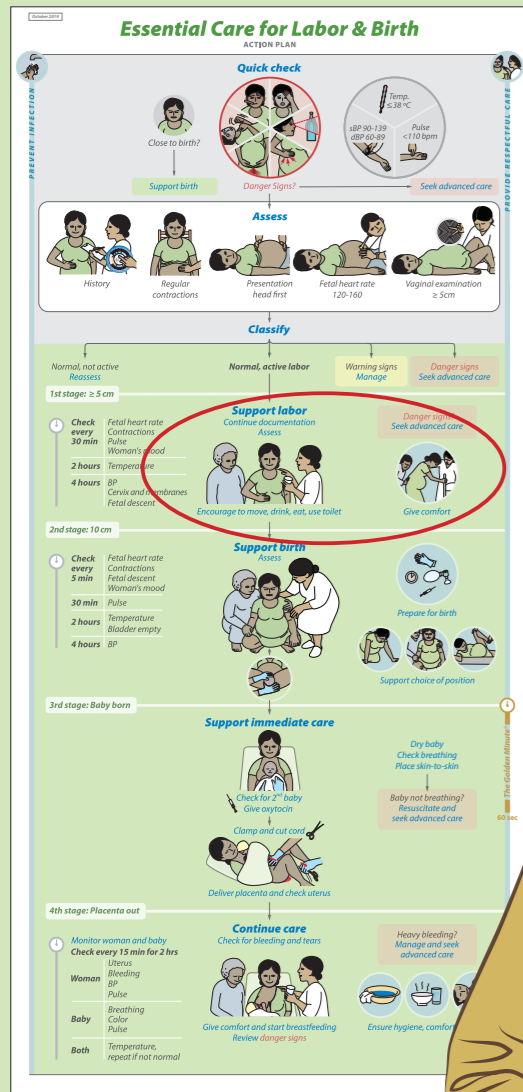 October 2019
Essential Care for Labor & Birth
ACTION PLAN
PREVENT INFECTION
PROVIDE RESPECTFUL CARE
Quick check
Close to birth?
Temp.
≤38 ºC
sBP 90-139
dBP 60-89
Pulse
<110 bpm
Support birth
Danger Signs?
Seek advanced care
Assess
History
Regular
contractions
Presentation
head first
Fetal heart rate
120-160
Vaginal examination
≥ 5cm
Classify
Normal, not active
Reassess
Normal, active labor
Warning signs
Manage
Danger signs
Seek advanced care
1st stage: ≥ 5 cm
Check
every
30 min
Fetal heart rate
Contractions
Pulse
Woman's mood
2 hours
Temperature
4 hours
BP
Cervix and membranes
Fetal descent
Support labor
Continue documentation
Assess
Encourage to move, drink, eat, use toilet
Danger signs?
Seek advanced care
Give comfort
2nd stage: 10 cm
Check
every
5 min
Fetal heart rate
Contractions
Fetal descent
Woman's mood
30 min
Pulse
2 hours
Temperature
Bladder empty
4 hours
BP
Support birth
Assess
Prepare for birth
Support choice of position
3rd stage: Baby born
Support immediate care
Check for 2nd baby
Give oxytocin
Clamp and cut cord
Deliver placenta and check uterus
Dry baby
Check breathing
Place skin-to-skin
Baby not breathing?
Resuscitate and
seek advanced care
The Golden Minute®
60 sec
4th stage: Placenta out
Monitor woman and baby
Check every 15 min for 2 hrs
Woman
Uterus
Bleeding
BP
Pulse
Baby
Breathing
Color
Pulse
Both
Temperature,
repeat if not normal
Continue care
Check for bleeding and tears
Give comfort and start breastfeeding
Review danger signs
Heavy bleeding?
Manage and seek
advanced care
Ensure hygiene, comfort